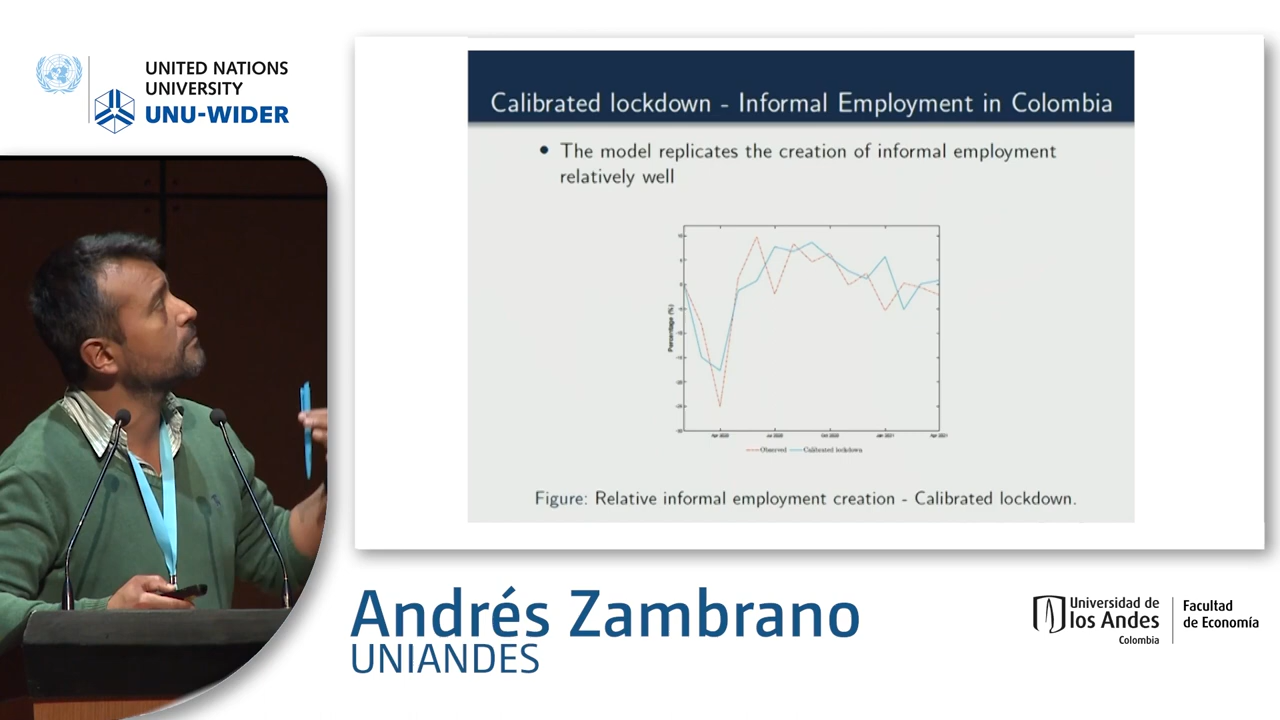 UNITED NATIONS
UNIVERSITY
UNU-WIDER
Calibrated lockdown - Informal Employment in Colombia
• The model replicates the creation of informal employment
relatively well
Percentage (%)
Apr 2020 Jul 2020 Oct 2020 Jan 2021 Apr 2021
Observed Calibrated lockdown
Figure: Relative informal employment creation - Calibrated lockdown.
Andrés Zambrano
UNIANDES
Universidad de
los Andes
Colombia
Facultad
de Economía